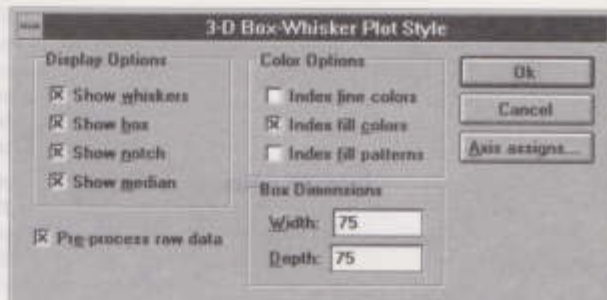 3-D Box-Whisker Plot Style
Display Options
Show whiskers
Show box
Show notch
Show median
Pre-process raw data
Color Options
Index line colors
Index fill colors
Index fill patterns
Box Dimensions
Width: 75
Depth: 75
Ok
Cancel
Axis assigns...